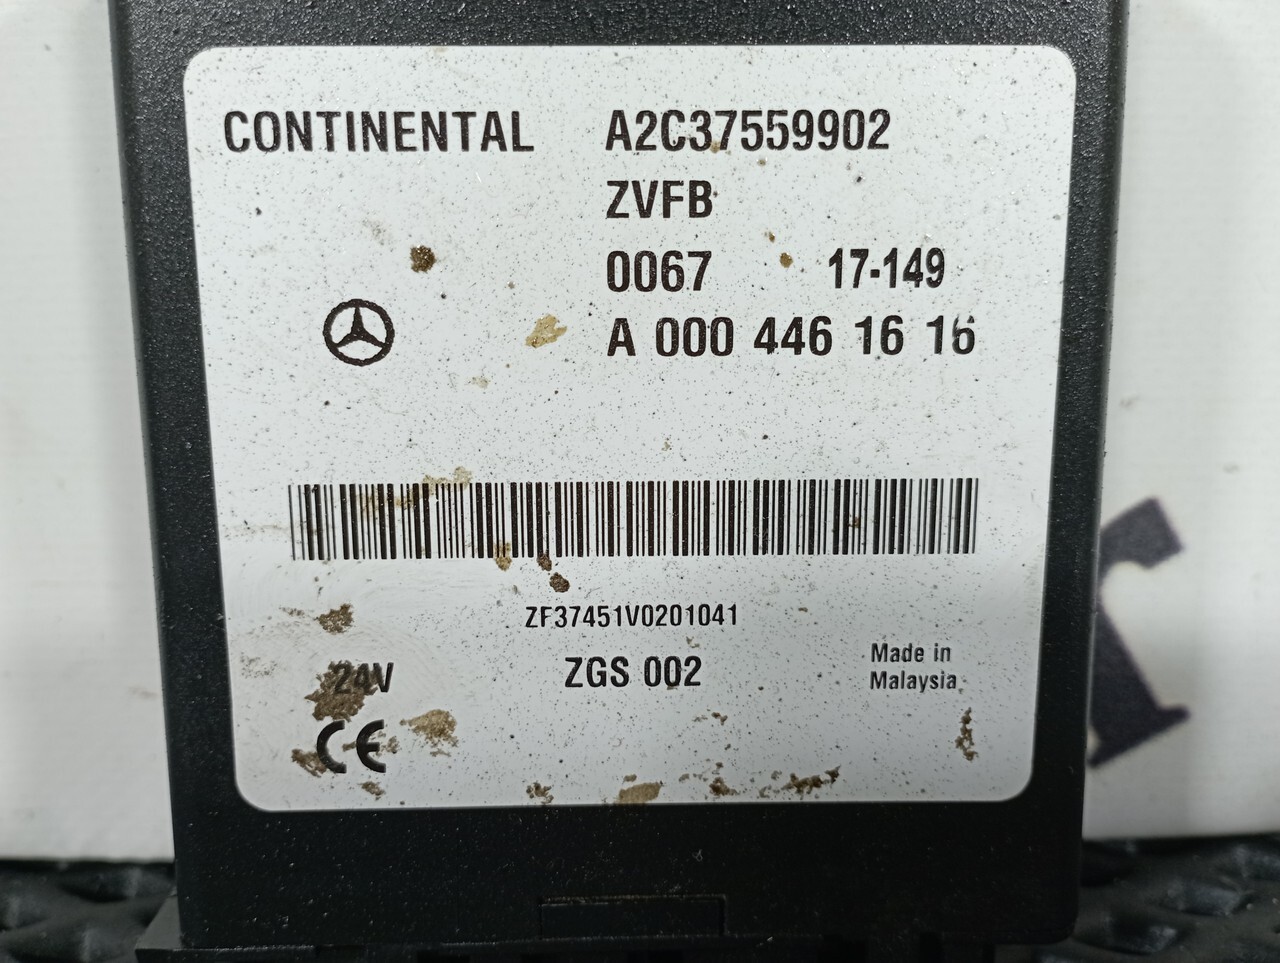 CONTINENTAL A2C37559902
ZVFB
0067 17-149
A 000 446 16 16
ZF37451V0201041
24V ZGS 002 Made in
Malaysia
CE